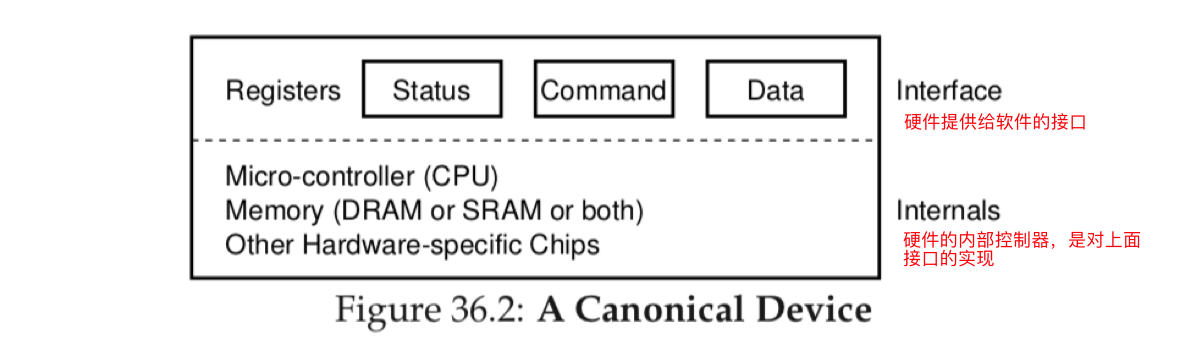 Registers Status Command Data Interface
硬件提供给软件的接口
Micro-controller (CPU)
Memory (DRAM or SRAM or both) Internals
Other Hardware-specific Chips
硬件的内部控制器，是对上面
接口的实现
Figure 36.2: A Canonical Device